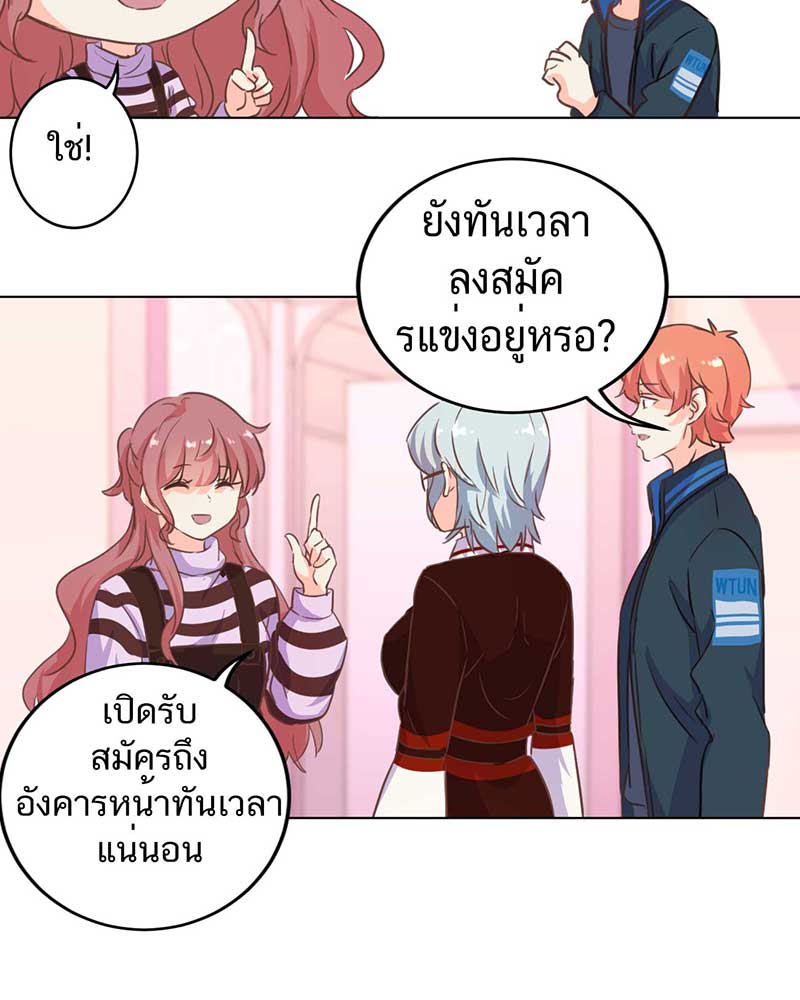 WTUN
ใช่!
ยังทันเวลา
ลงสมัค
รแข่งอยู่หรอ?
WTUN
เปิดรับ
สมัครถึง
อังคารหน้าทันเวลา
แน่นอน